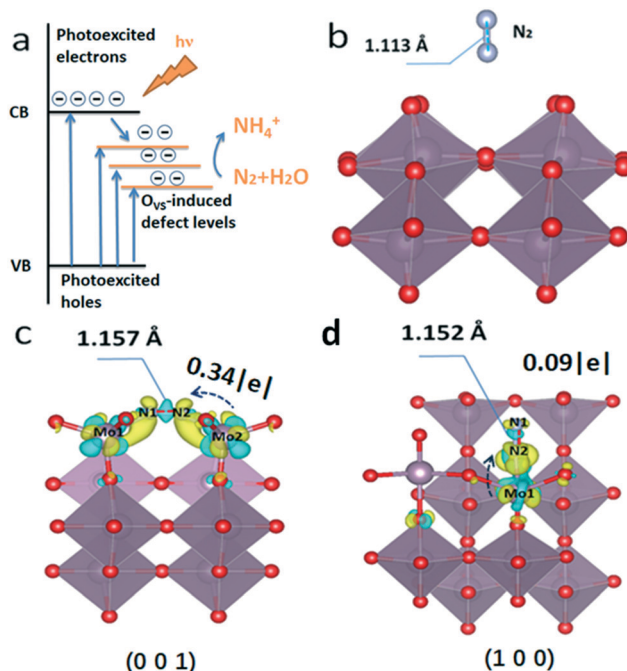 a
Photoexcited
electrons
hν
CB
NH₄⁺
N₂+H₂O
Oᵥₛ-induced
defect levels
VB
Photoexcited
holes
b
1.113 Å
N₂
c
1.157 Å
0.34|e|
N1
N2
Mo1
Mo2
(0 0 1)
d
1.152 Å
0.09|e|
N1
N2
Mo1
(1 0 0)